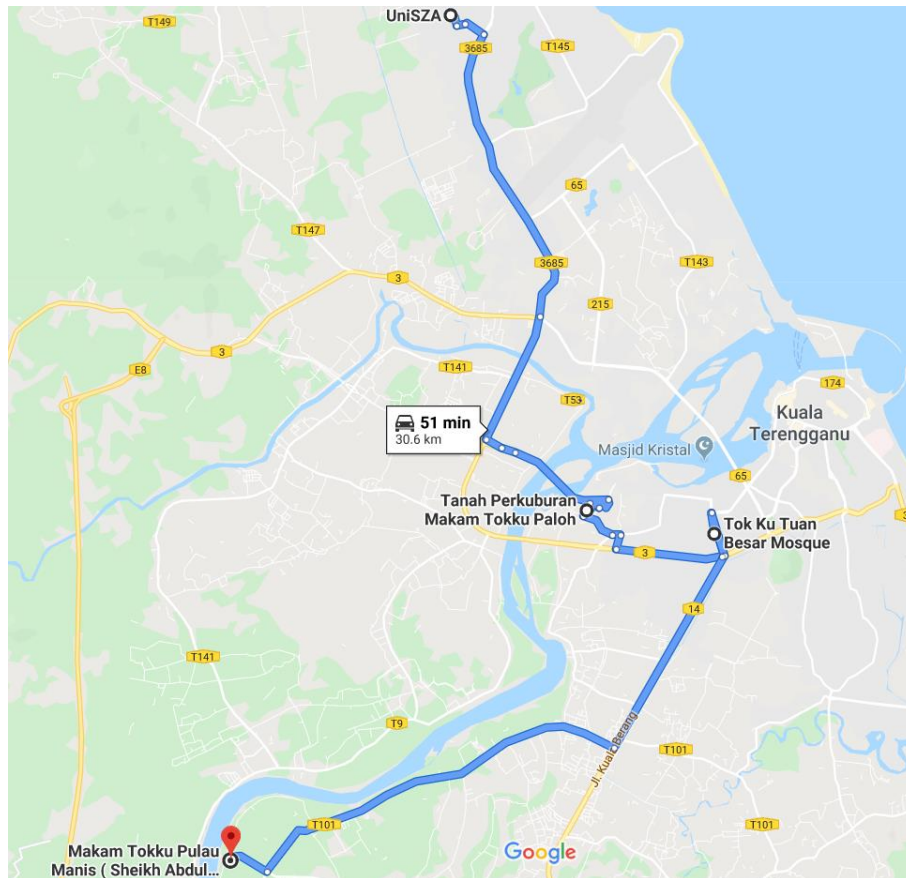 UniSZA
T149
3685
T145
65
T147
3685
T143
3
215
3
E8
T141
T53
174
51 min
30.6 km
Kuala
Terengganu
Masjid Kristal
65
Tanah Perkuburan
Makam Tokku Paloh
Tok Ku Tuan
Besar Mosque
3
3
14
T141
T9
Jl. Kuala Berang
T101
T101
T101
Makam Tokku Pulau
Manis ( Sheikh Abdul...
Google